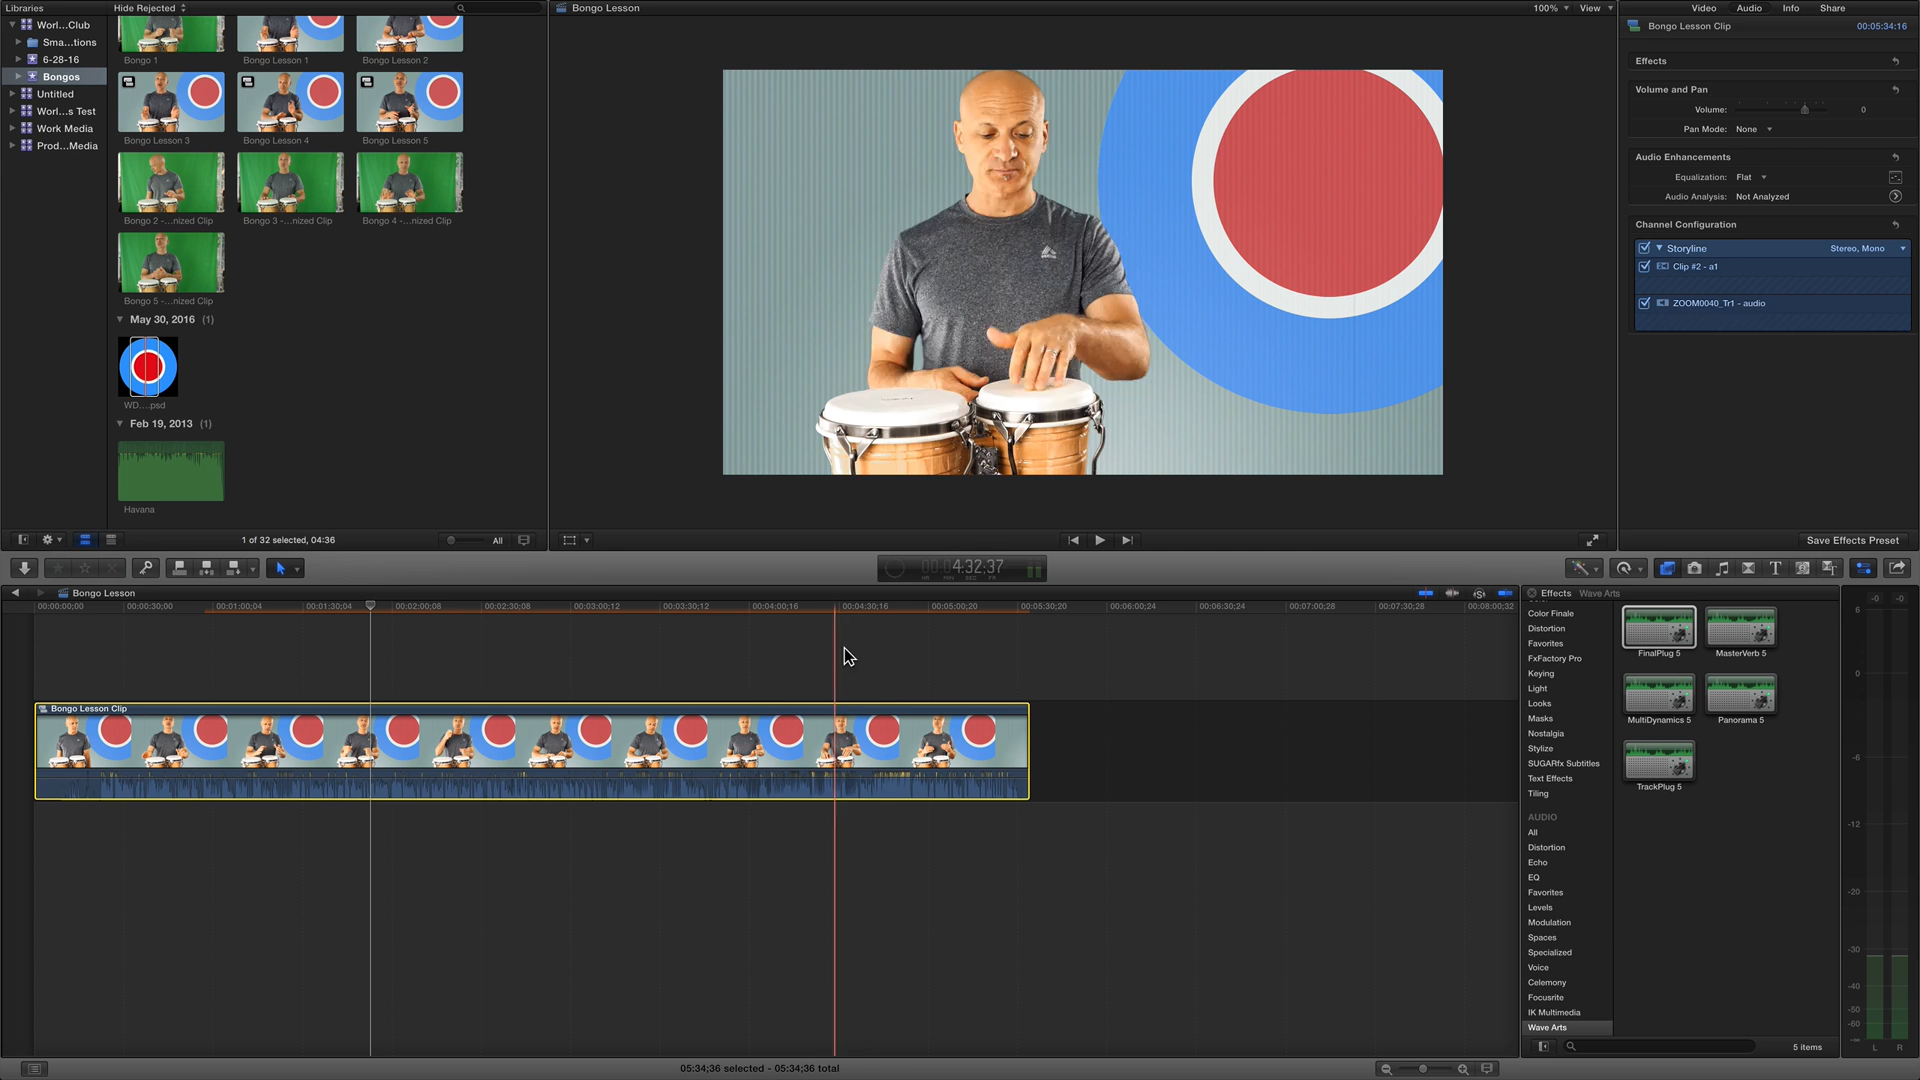 Libraries
Hide Rejected
Bongo Lesson
100%
View
Video
Audio
Info
Share
Worl...Club
Sma...tions
6-28-16
Bongos
Untitled
Worl...s Test
Work Media
Prod...Media
Bongo 1
Bongo Lesson 1
Bongo Lesson 2
Bongo Lesson 3
Bongo Lesson 4
Bongo Lesson 5
Bongo 2 -...nized Clip
Bongo 3 -...nized Clip
Bongo 4 -...nized Clip
Bongo 5 -...nized Clip
May 30, 2016 (1)
WD....psd
Feb 19, 2013 (1)
Havana
1 of 32 selected, 04:36
All
Bongo Lesson Clip
00:05:34:16
Effects
Volume and Pan
Volume:
0
Pan Mode: None
Audio Enhancements
Equalization: Flat
Audio Analysis: Not Analyzed
Channel Configuration
Storyline
Stereo, Mono
Clip #2 - a1
ZOOM0040_Tr1 - audio
Save Effects Preset
00:04:32:37
HR MIN SEC FR
Bongo Lesson
00:00:00;00
00:00:30;00
00:01:00;04
00:01:30;04
00:02:00;08
00:02:30;08
00:03:00;12
00:03:30;12
00:04:00;16
00:04:30;16
00:05:00;20
00:05:30;20
00:06:00;24
00:06:30;24
00:07:00;28
00:07:30;28
00:08:00;32
Bongo Lesson Clip
Effects
Wave Arts
Color Finale
Distortion
Favorites
FxFactory Pro
Keying
Light
Looks
Masks
Nostalgia
Stylize
SUGARfx Subtitles
Text Effects
Tiling
AUDIO
All
Distortion
Echo
EQ
Favorites
Levels
Modulation
Spaces
Specialized
Voice
Celemony
Focusrite
IK Multimedia
Wave Arts
FinalPlug 5
MasterVerb 5
MultiDynamics 5
Panorama 5
TrackPlug 5
5 items
6
0
-6
-12
-20
-30
-40
-50
-60
-∞
L
R
05:34;36 selected - 05:34;36 total